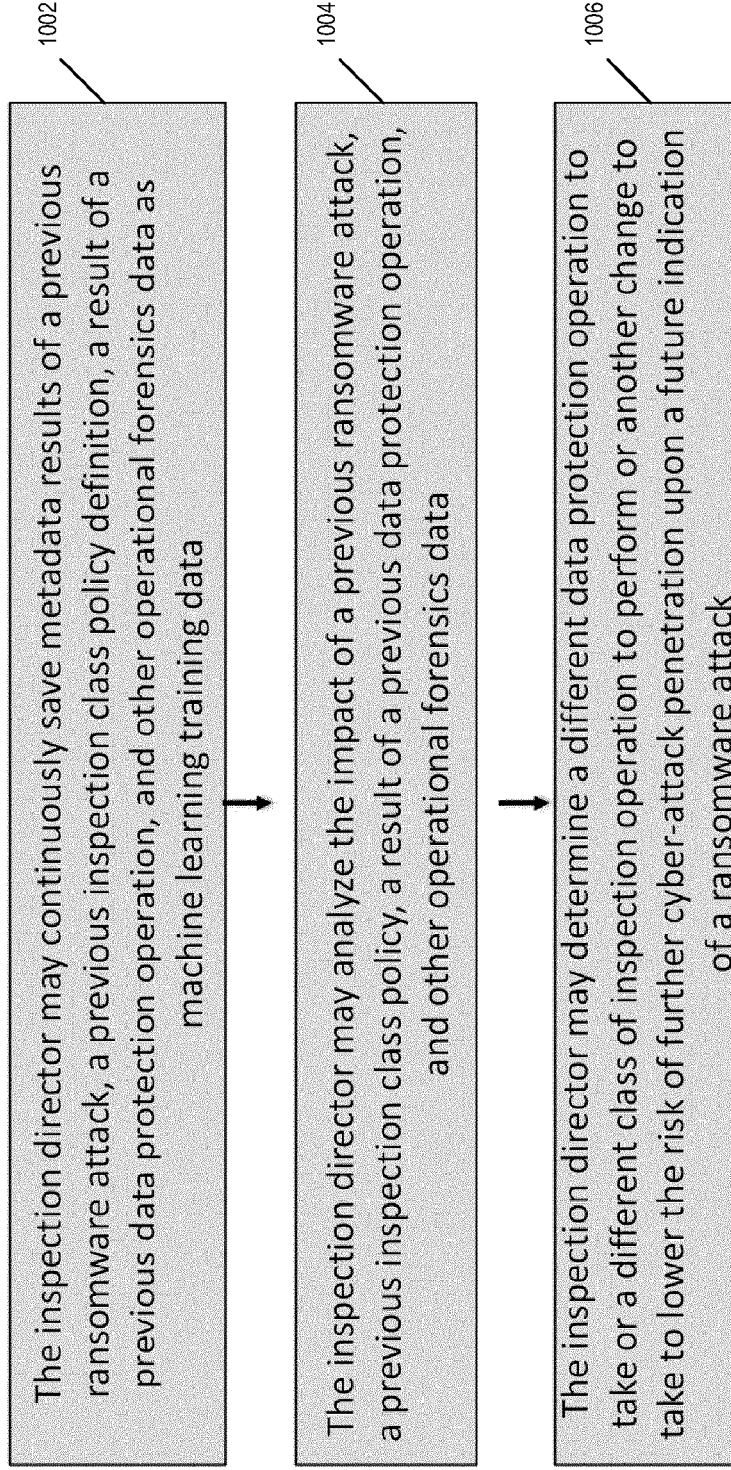 1002
The inspection director may continuously save metadata results of a previous
ransomware attack, a previous inspection class policy definition, a result of a
previous data protection operation, and other operational forensics data as
machine learning training data
1004
The inspection director may analyze the impact of a previous ransomware attack,
a previous inspection class policy, a result of a previous data protection operation,
and other operational forensics data
1006
The inspection director may determine a different data protection operation to
take or a different class of inspection operation to perform or another change to
take to lower the risk of further cyber-attack penetration upon a future indication
of a ransomware attack